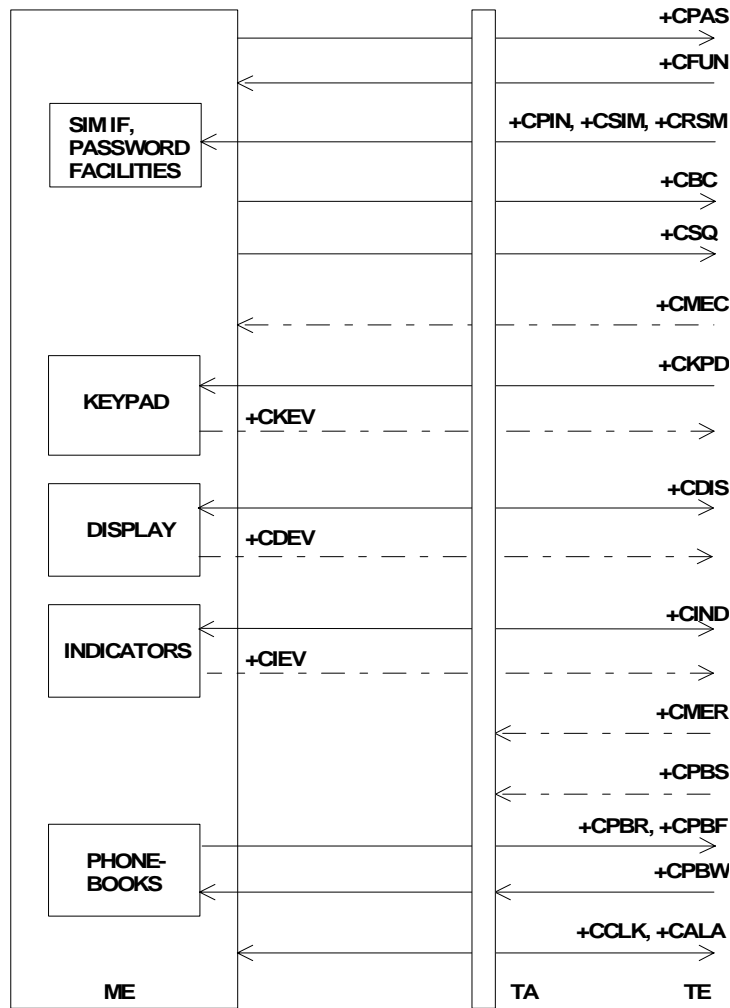 +CPAS
+CFUN
SIM IF,
PASSWORD
FACILITIES
+CPIN, +CSIM, +CRSM
+CBC
+CSQ
+CMEC
+CKPD
KEYPAD
+CKEV
+CDIS
DISPLAY
+CDEV
+CIND
INDICATORS
+CIEV
+CMER
+CPBS
+CPBR, +CPBF
PHONE-
BOOKS
+CPBW
+CCLK, +CALA
ME TA TE